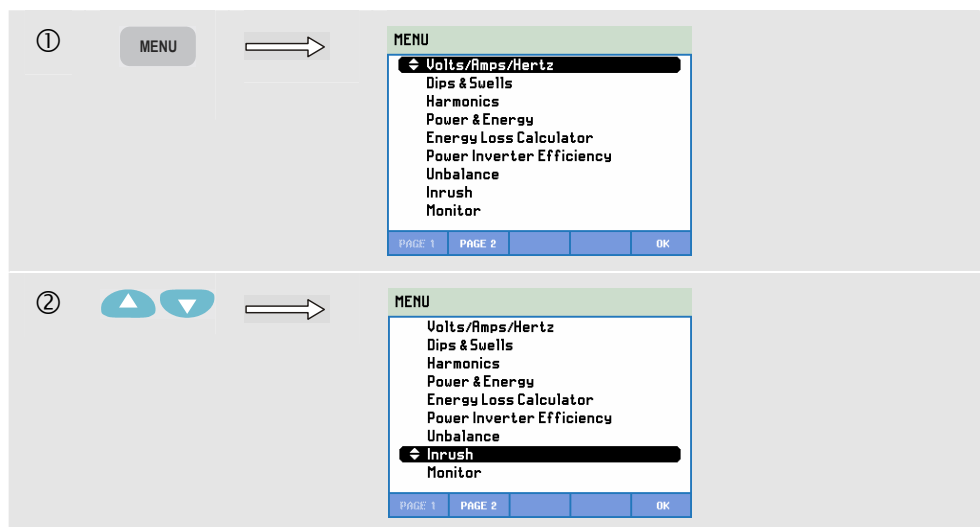 ①
MENU
MENU
Volts/Amps/Hertz
Dips & Swells
Harmonics
Power & Energy
Energy Loss Calculator
Power Inverter Efficiency
Unbalance
Inrush
Monitor
PAGE 1 PAGE 2 OK
②
MENU
Volts/Amps/Hertz
Dips & Swells
Harmonics
Power & Energy
Energy Loss Calculator
Power Inverter Efficiency
Unbalance
Inrush
Monitor
PAGE 1 PAGE 2 OK